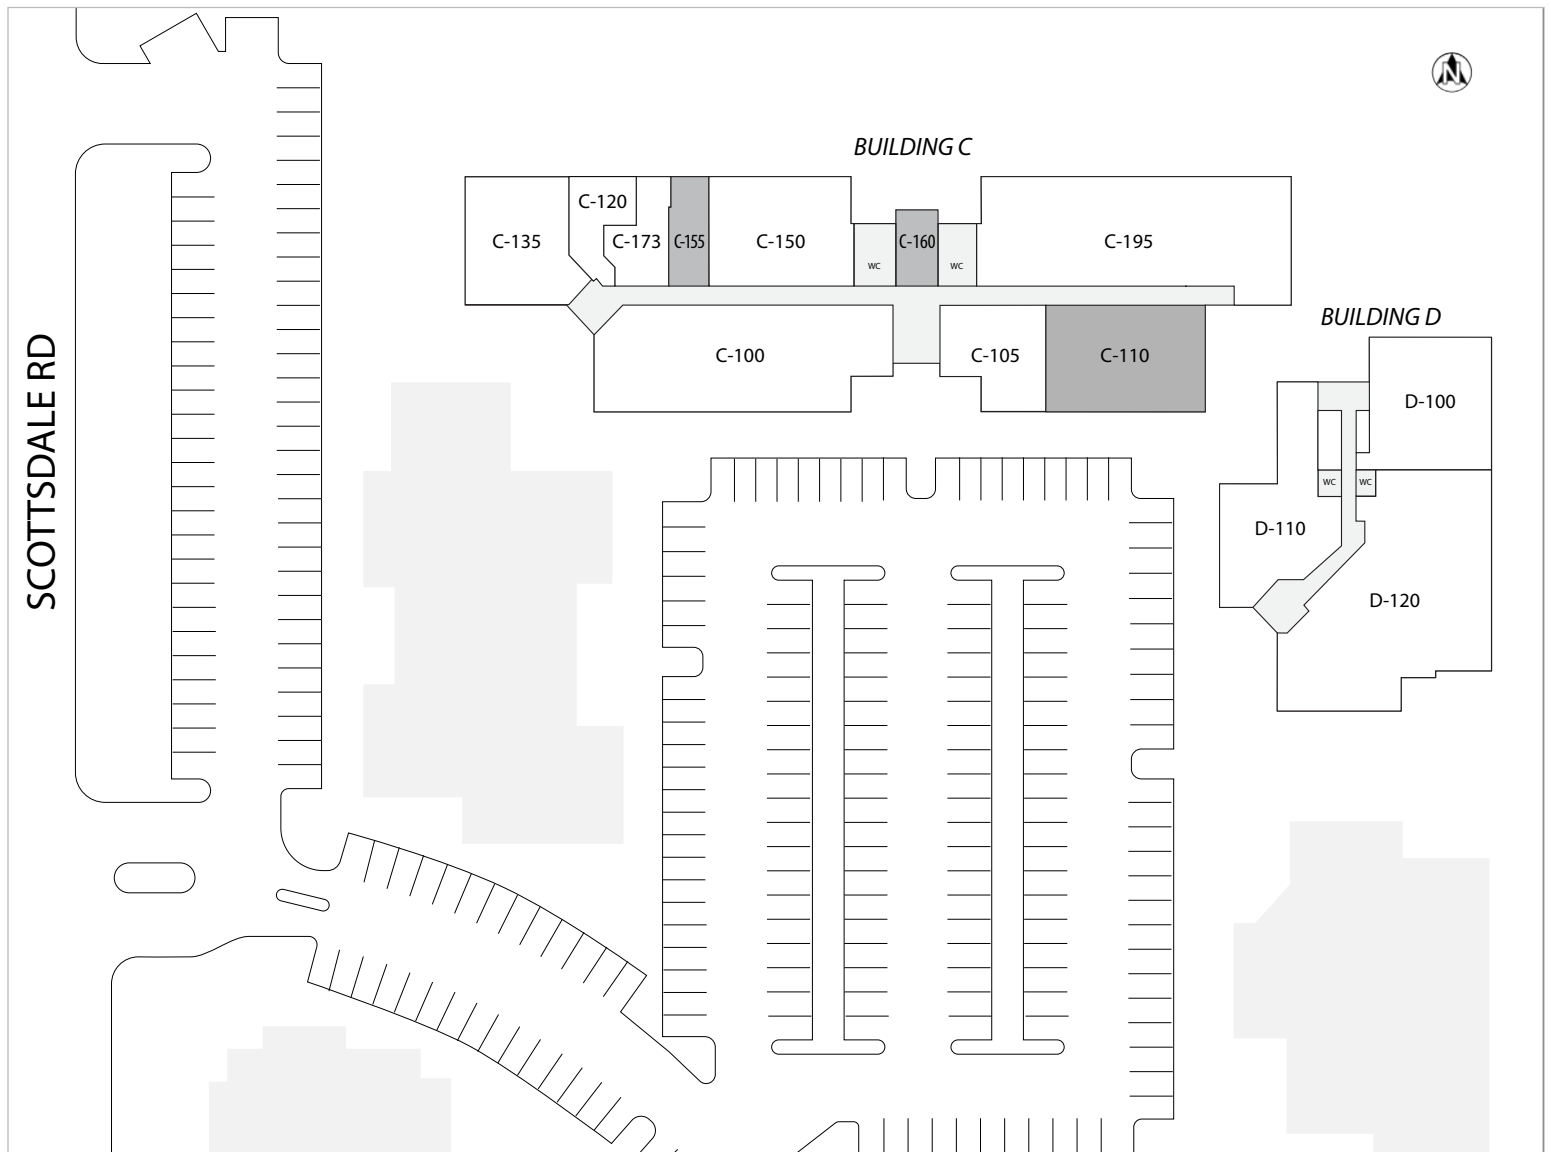 N
BUILDING C
C-120
C-135
C-173
C-155
C-150
C-160
C-195
WC
WC
BUILDING D
C-100
C-105
C-110
D-100
WC
WC
D-110
D-120
SCOTTSDALE RD